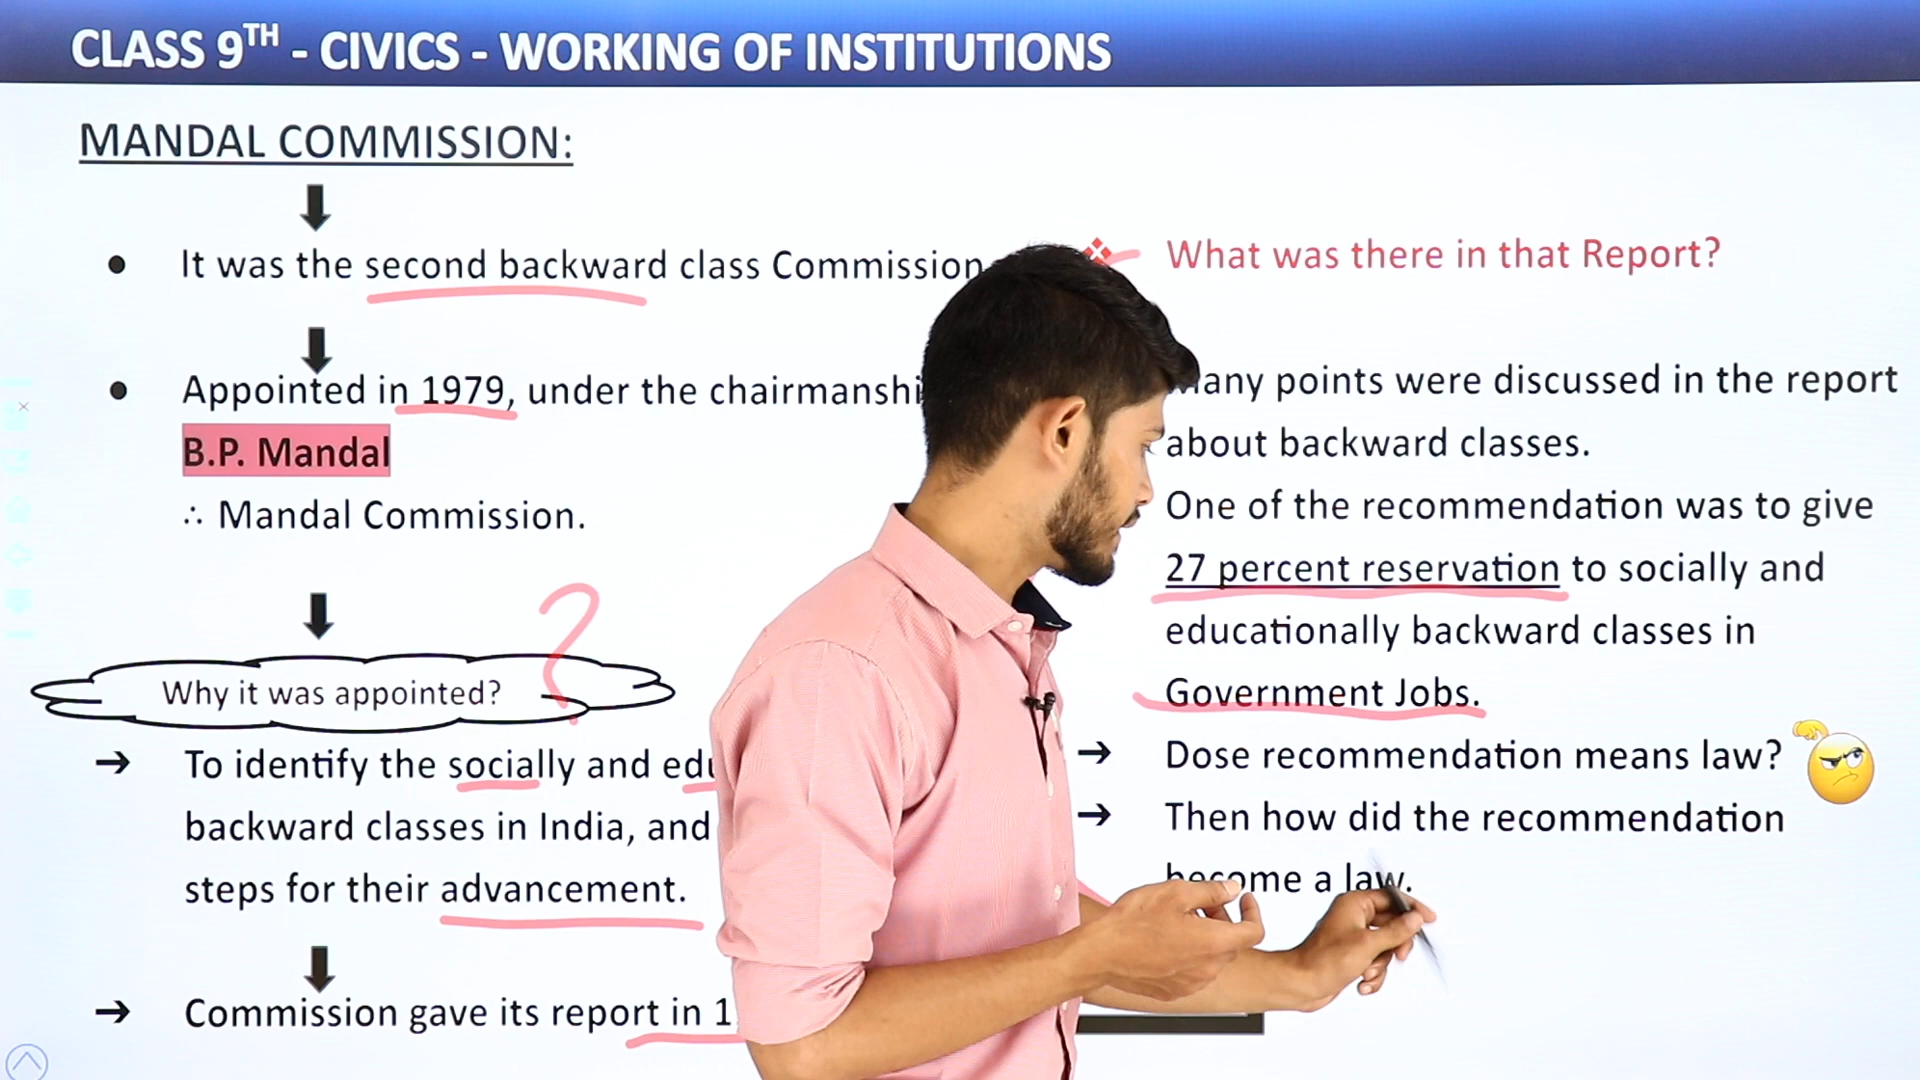 CLASS 9TH - CIVICS - WORKING OF INSTITUTIONS
MANDAL COMMISSION:
It was the second backward class Commission
Appointed in 1979, under the
B.P. Mandal
∴ Mandal Commission.
Why it was appointed?
?
To identify the socially and
backward classes in India, and
steps for their advancement.
Commission gave its report in
What was there in that Report?
Many points were discussed in the report
about backward classes.
One of the recommendation was to give
27 percent reservation to socially and
educationally backward classes in
Government Jobs.
Dose recommendation means law?
Then how did the recommendation
become a law.